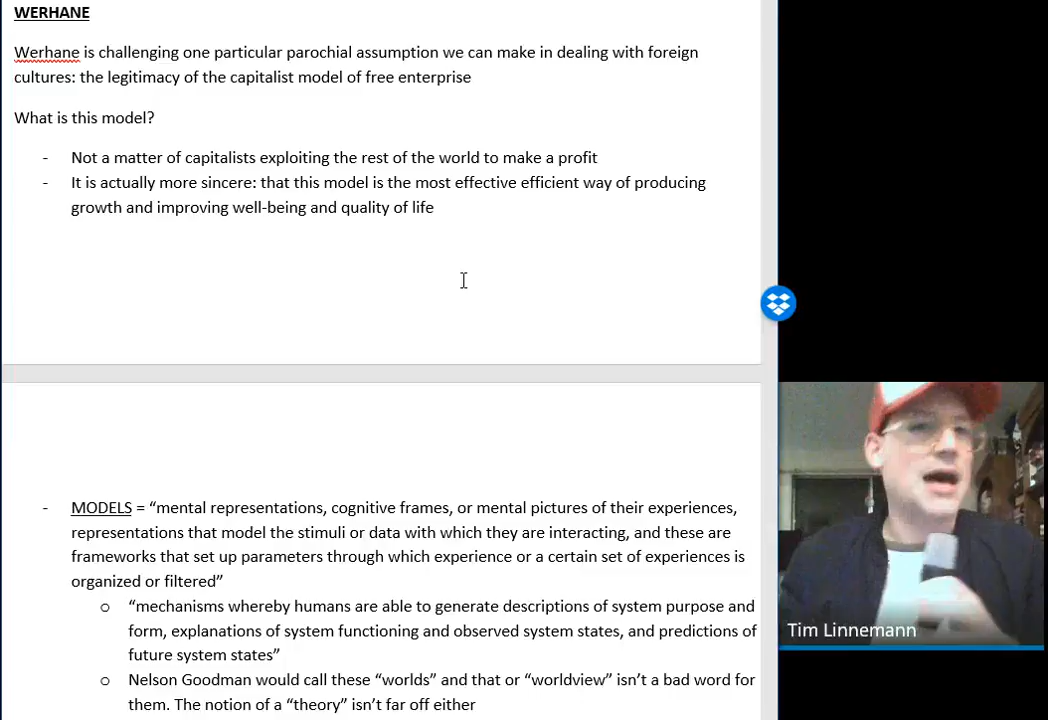 WERHANE
Werhane is challenging one particular parochial assumption we can make in dealing with foreign
cultures: the legitimacy of the capitalist model of free enterprise
What is this model?
- Not a matter of capitalists exploiting the rest of the world to make a profit
- It is actually more sincere: that this model is the most effective efficient way of producing
growth and improving well-being and quality of life
- MODELS = “mental representations, cognitive frames, or mental pictures of their experiences,
representations that model the stimuli or data with which they are interacting, and these are
frameworks that set up parameters through which experience or a certain set of experiences is
organized or filtered”
o “mechanisms whereby humans are able to generate descriptions of system purpose and
form, explanations of system functioning and observed system states, and predictions of
future system states”
o Nelson Goodman would call these “worlds” and that or “worldview” isn’t a bad word for
them. The notion of a “theory” isn’t far off either
Tim Linnemann